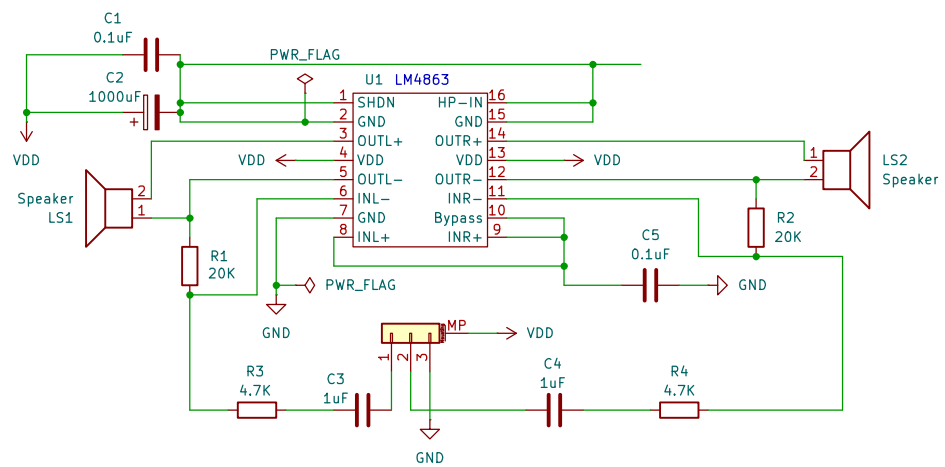 C1
0.1uF
PWR_FLAG
C2
1000uF
+
VDD
U1 LM4863
1 SHDN HP-IN 16
2 GND GND 15
3 OUTL+ OUTR+ 14
4 VDD VDD 13
5 OUTL- OUTR- 12
6 INL- INR- 11
7 GND Bypass 10
8 INL+ INR+ 9
VDD
VDD
Speaker
LS1
2
1
1
2
LS2
Speaker
R1
20K
R2
20K
C5
0.1uF
GND
PWR_FLAG
GND
MP
VDD
1
2
3
R3
4.7K
C3
1uF
C4
1uF
R4
4.7K
GND